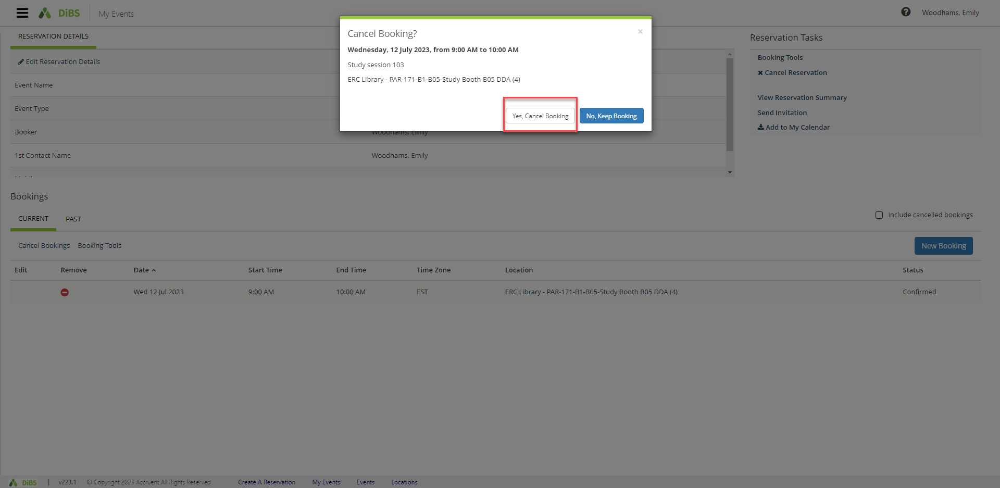 DiBS
My Events
Woodhams, Emily
RESERVATION DETAILS
Edit Reservation Details
Event Name
Event Type
Booker
Woodhams, Emily
1st Contact Name
Woodhams, Emily
Cancel Booking?
×
Wednesday, 12 July 2023, from 9:00 AM to 10:00 AM
Study session 103
ERC Library - PAR-171-B1-B05-Study Booth B05 DDA (4)
Yes, Cancel Booking
No, Keep Booking
Reservation Tasks
Booking Tools
Cancel Reservation
View Reservation Summary
Send Invitation
Add to My Calendar
Bookings
CURRENT PAST
Include cancelled bookings
Cancel Bookings Booking Tools
New Booking
Edit Remove Date Start Time End Time Time Zone Location Status
Wed 12 Jul 2023 9:00 AM 10:00 AM EST ERC Library - PAR-171-B1-B05-Study Booth B05 DDA (4) Confirmed
DiBS | v223.1 © Copyright 2023 Accruent All Rights Reserved Create A Reservation My Events Events Locations